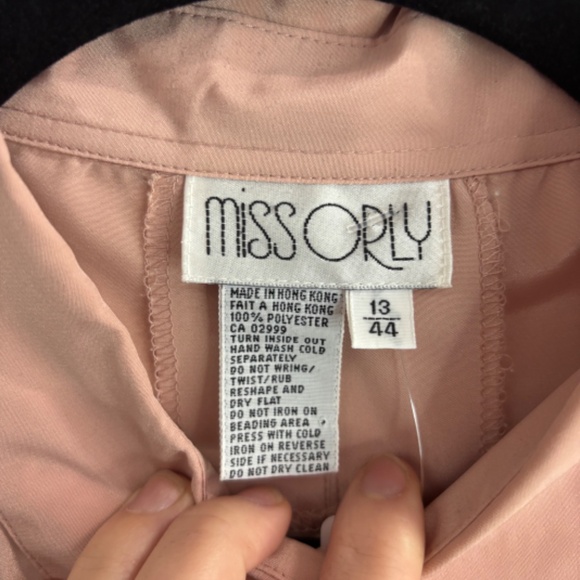 mISS ORLY
MADE IN HONG KONG
FAIT A HONG KONG
100% POLYESTER
CA 02999
TURN INSIDE OUT
HAND WASH COLD
SEPARATELY
DO NOT WRING/
TWIST/RUB
RESHAPE AND
DRY FLAT
DO NOT IRON ON
BEADING AREA
PRESS WITH COLD
IRON ON REVERSE
SIDE IF NECESSARY
DO NOT DRY CLEAN
13
44